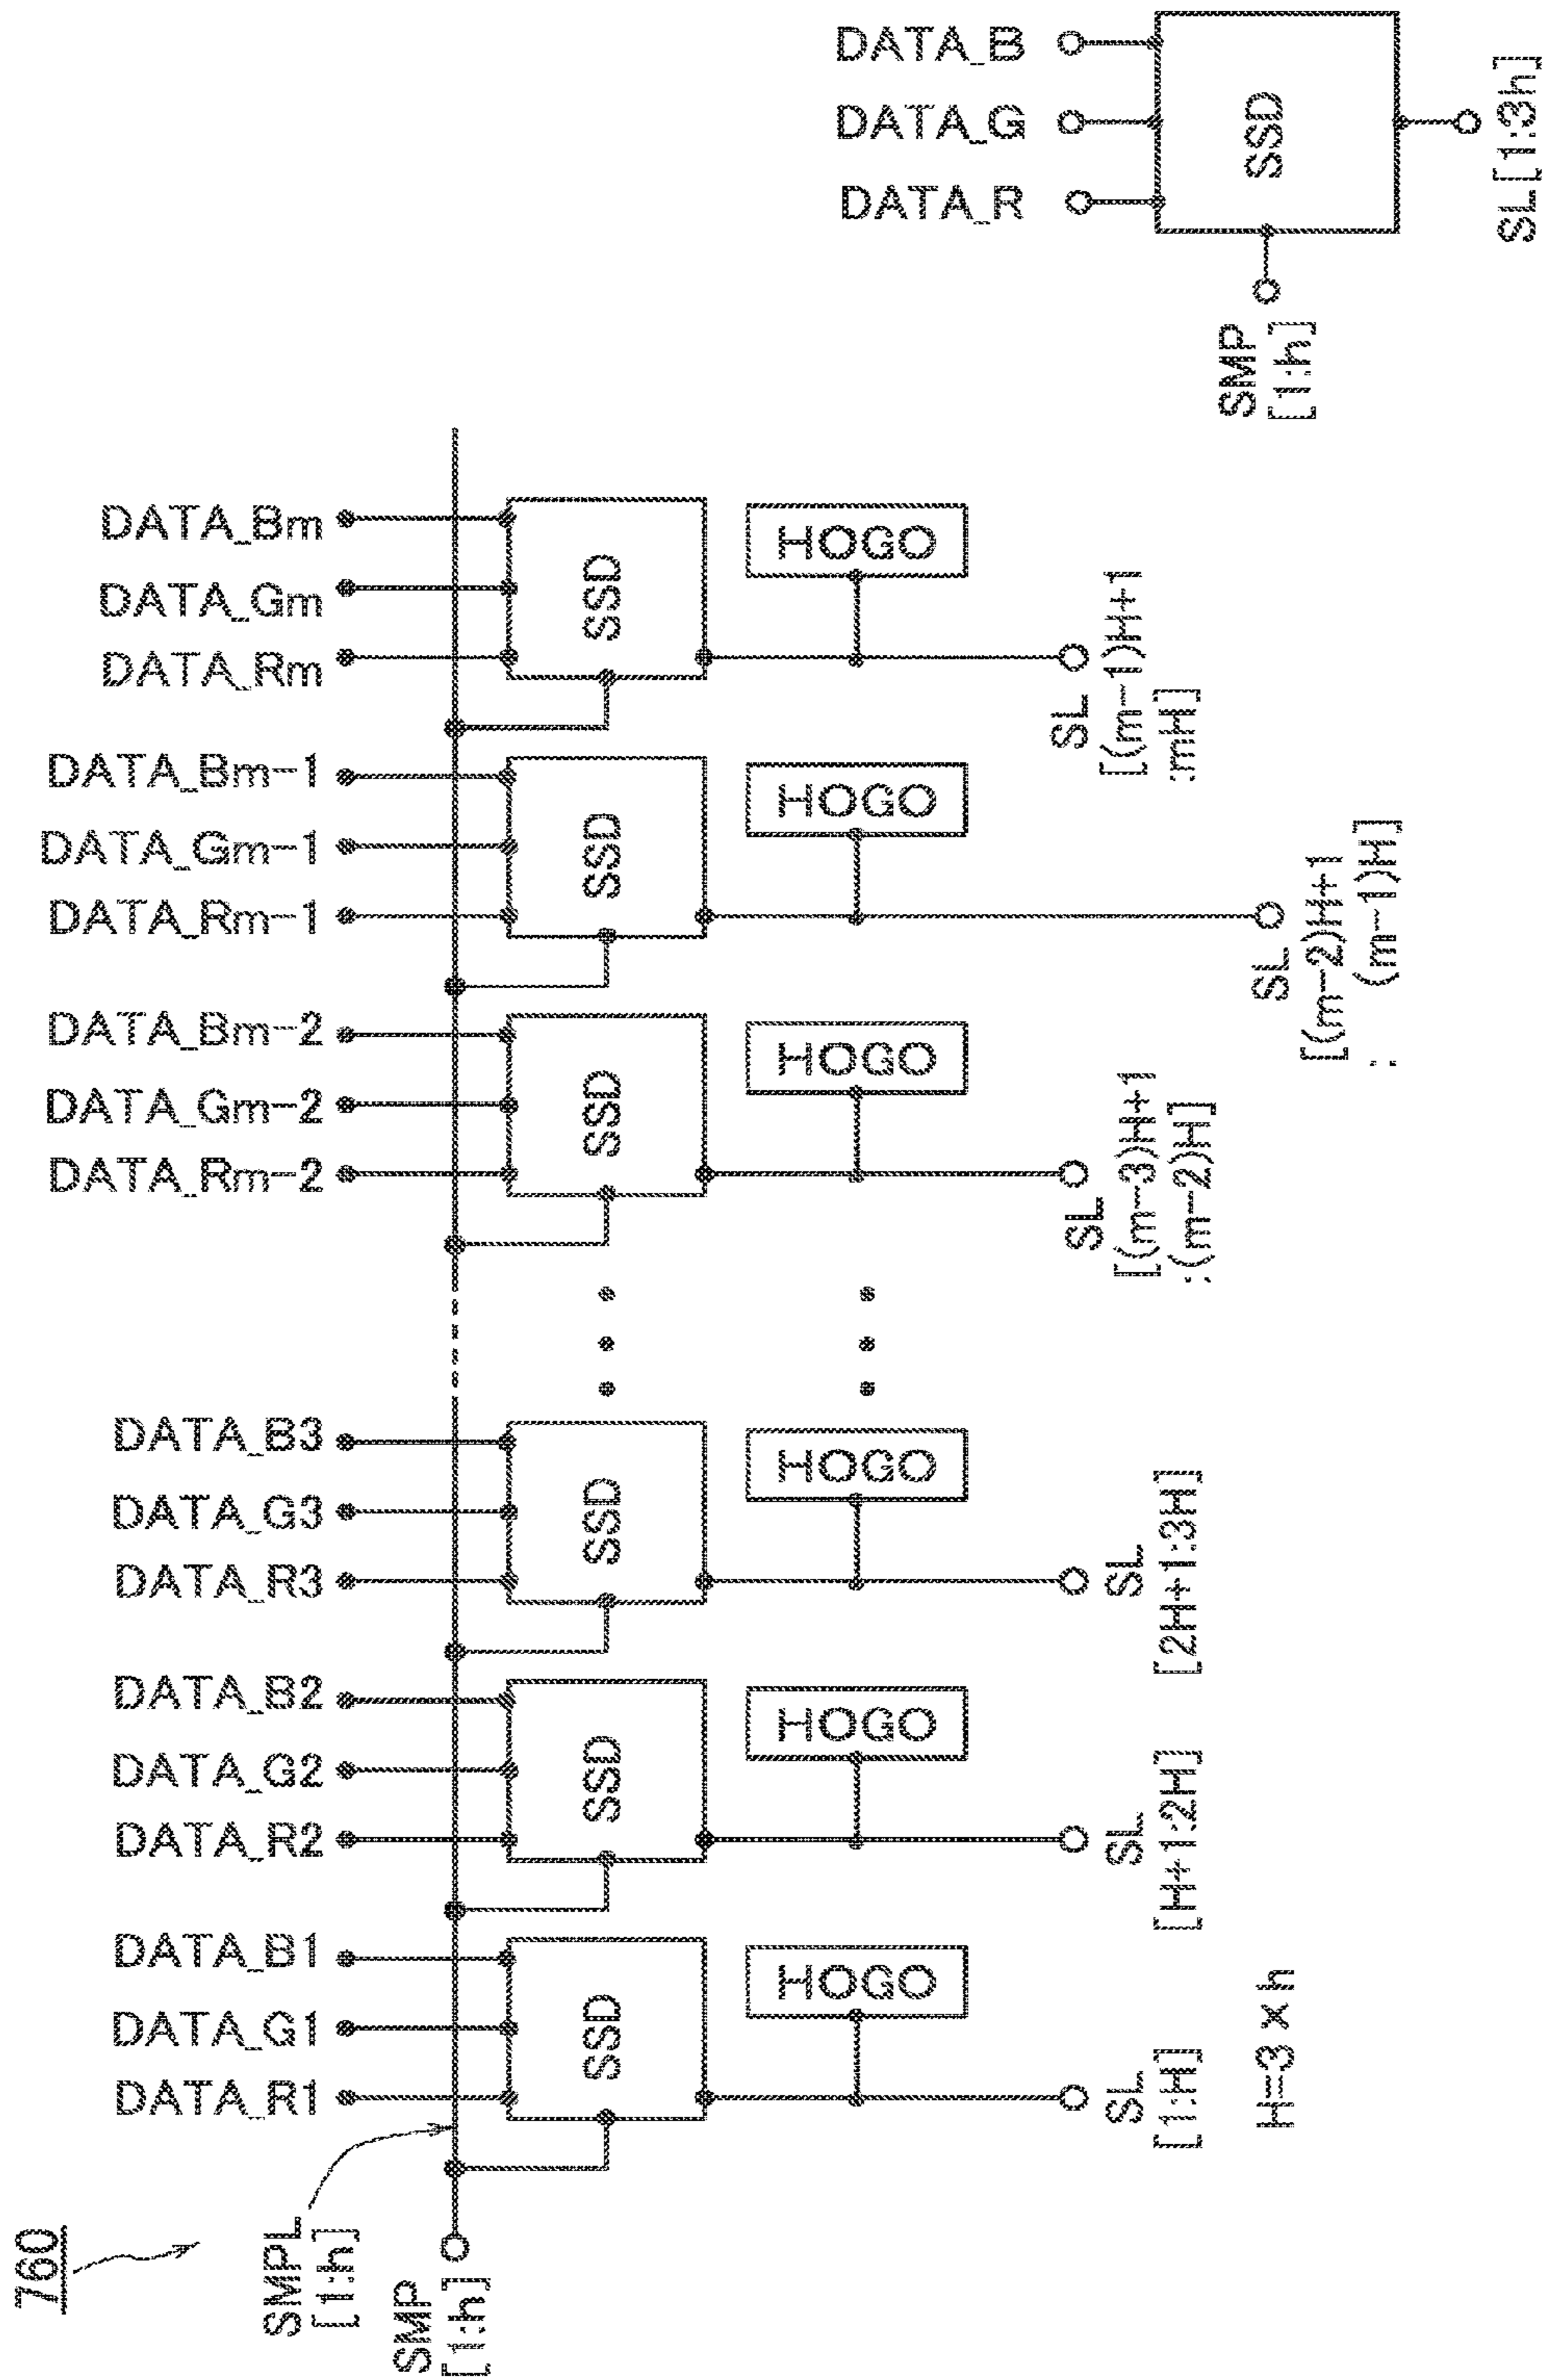 DATA_B
DATA_G
DATA_R
SSD
SMP
[1:h]
SL[1:3h]
DATA_Bm
DATA_Gm
DATA_Rm
SSD
HOGO
SL
[(m-1)H+1
:mH]
DATA_Bm-1
DATA_Gm-1
DATA_Rm-1
SSD
HOGO
SL
[(m-2)H+1
: (m-1)H]
DATA_Bm-2
DATA_Gm-2
DATA_Rm-2
SSD
HOGO
SL
[(m-3)H+1
:(m-2)H]
DATA_B3
DATA_G3
DATA_R3
SSD
HOGO
SL
[2H+1:3H]
DATA_B2
DATA_G2
DATA_R2
SSD
HOGO
SL
[H+1:2H]
DATA_B1
DATA_G1
DATA_R1
SSD
HOGO
SL
[1:H]
H=3×h
760
SMPL
[1:h]
SMP
[1:h]